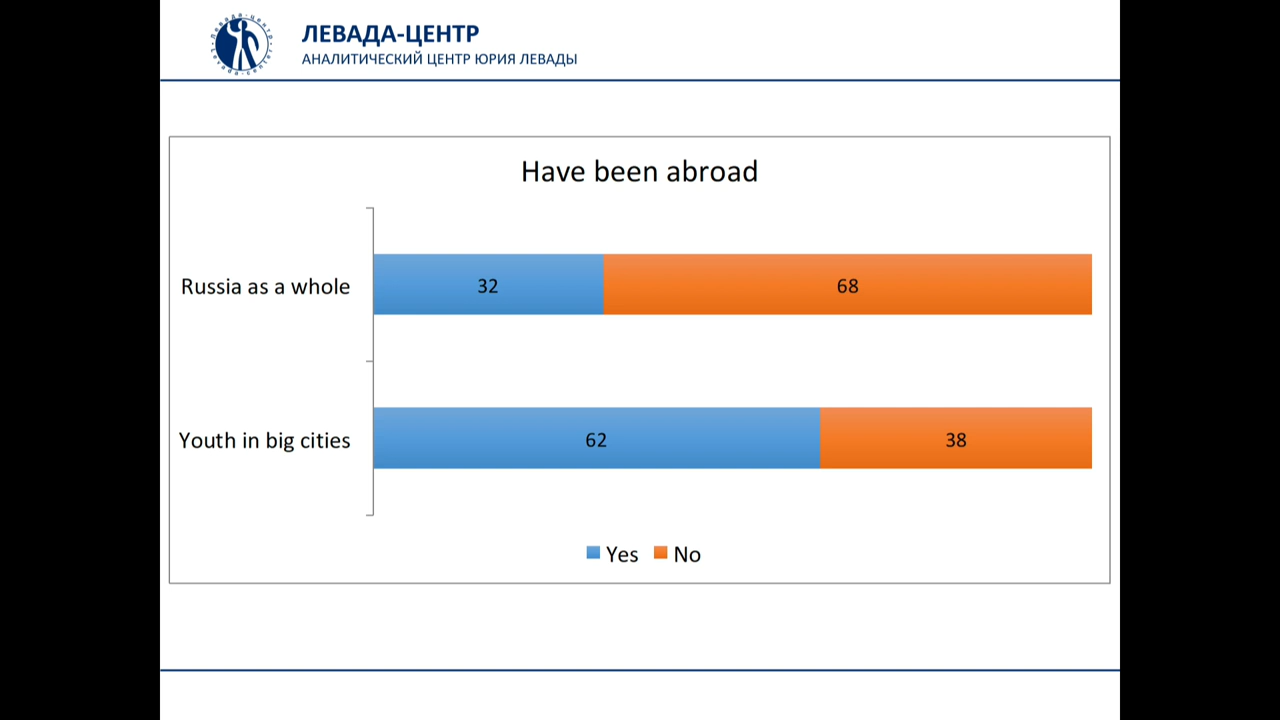 ЛЕВАДА-ЦЕНТР
АНАЛИТИЧЕСКИЙ ЦЕНТР ЮРИЯ ЛЕВАДЫ
Have been abroad
Russia as a whole 32 68
Youth in big cities 62 38
Yes No